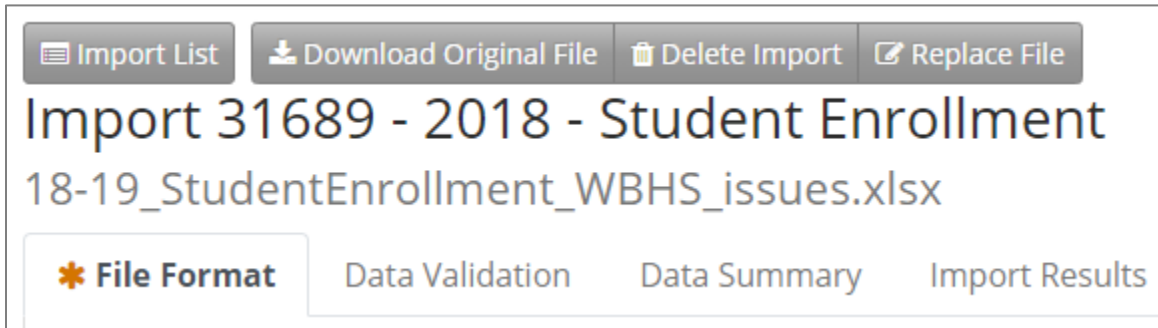 Import List Download Original File Delete Import Replace File
Import 31689 - 2018 - Student Enrollment
18-19_StudentEnrollment_WBHS_issues.xlsx
File Format Data Validation Data Summary Import Results